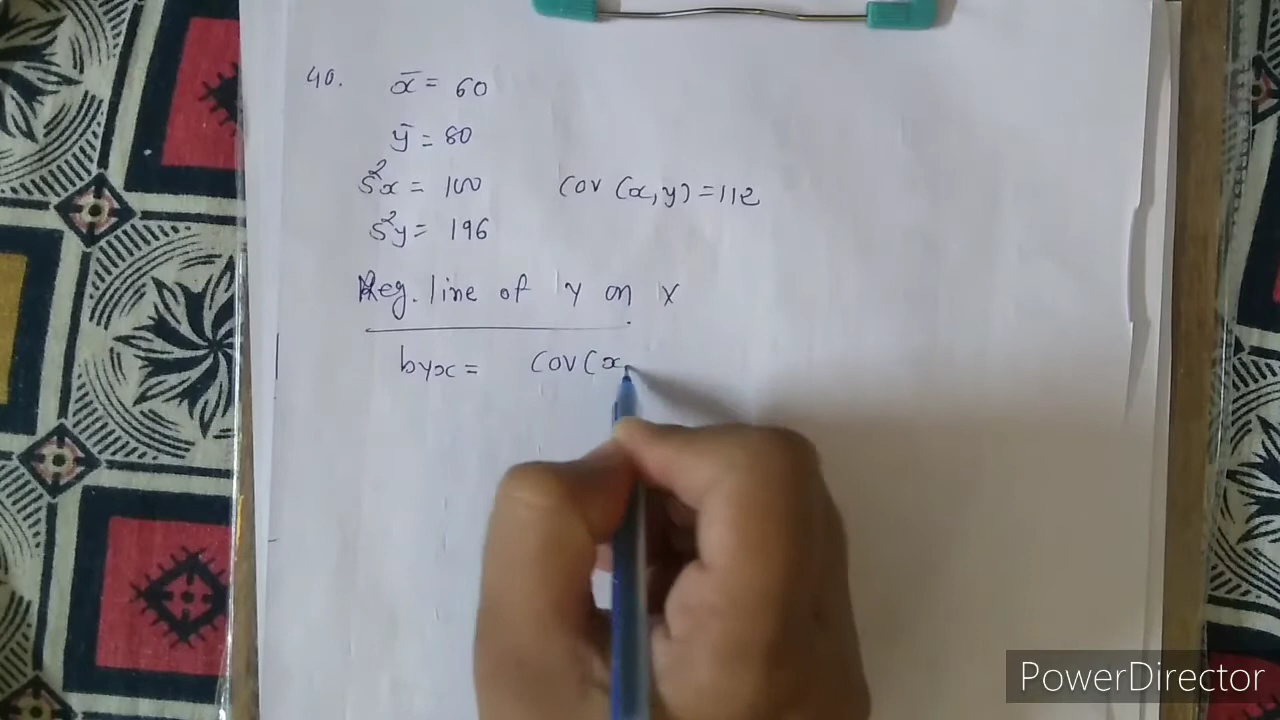 40. x̄ = 60
ȳ = 80
s²x = 100 Cov (x,y) = 112
s²y = 196
Reg. line of y on x
byx = Cov(x,
PowerDirector